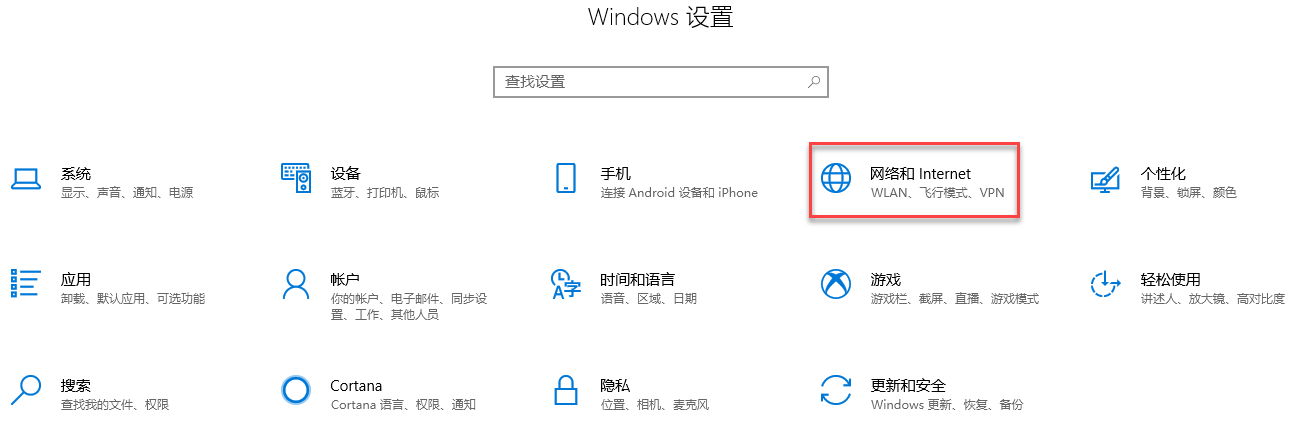 Windows 设置
查找设置
系统
显示、声音、通知、电源
设备
蓝牙、打印机、鼠标
手机
连接 Android 设备和 iPhone
网络和 Internet
WLAN、飞行模式、VPN
个性化
背景、锁屏、颜色
应用
卸载、默认应用、可选功能
帐户
你的帐户、电子邮件、同步设
置、工作、其他人员
时间和语言
语音、区域、日期
游戏
游戏栏、截屏、直播、游戏模式
轻松使用
讲述人、放大镜、高对比度
搜索
查找我的文件、权限
Cortana
Cortana 语言、权限、通知
隐私
位置、相机、麦克风
更新和安全
Windows 更新、恢复、备份